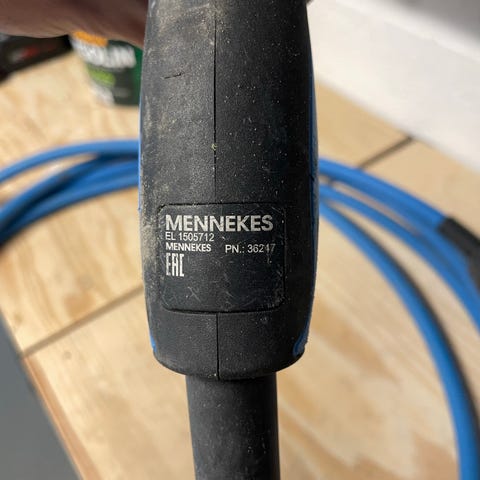 MENNEKES
EL 1505712
MENNEKES PN.: 36247
EAC